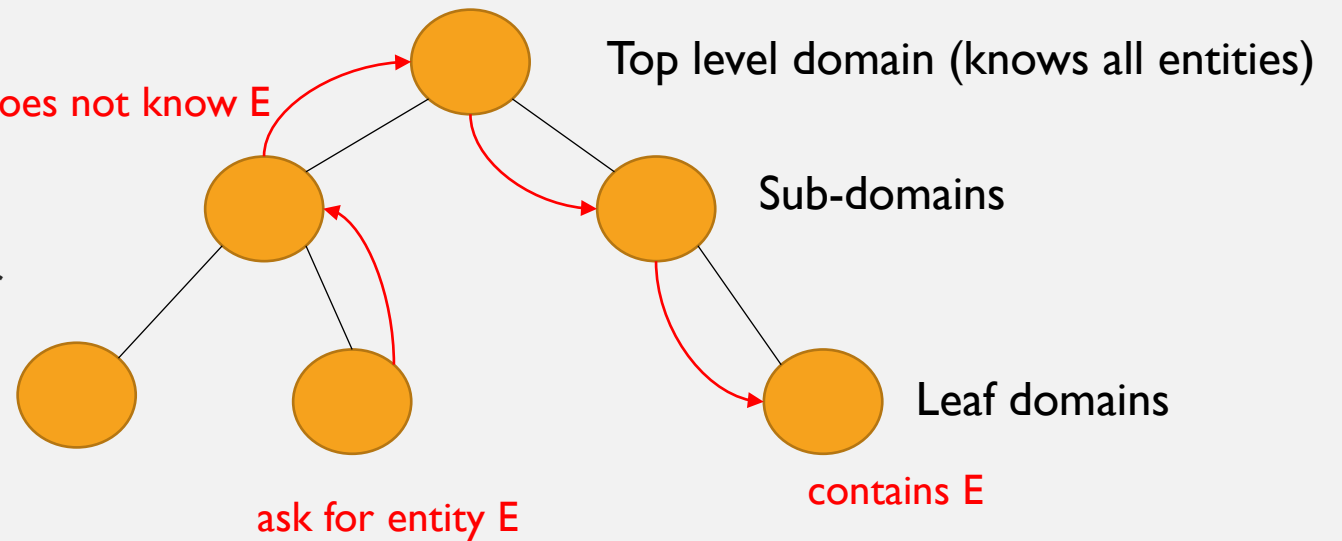 Top level domain (knows all entities)
oes not know E
Sub-domains
Leaf domains
contains E
ask for entity E